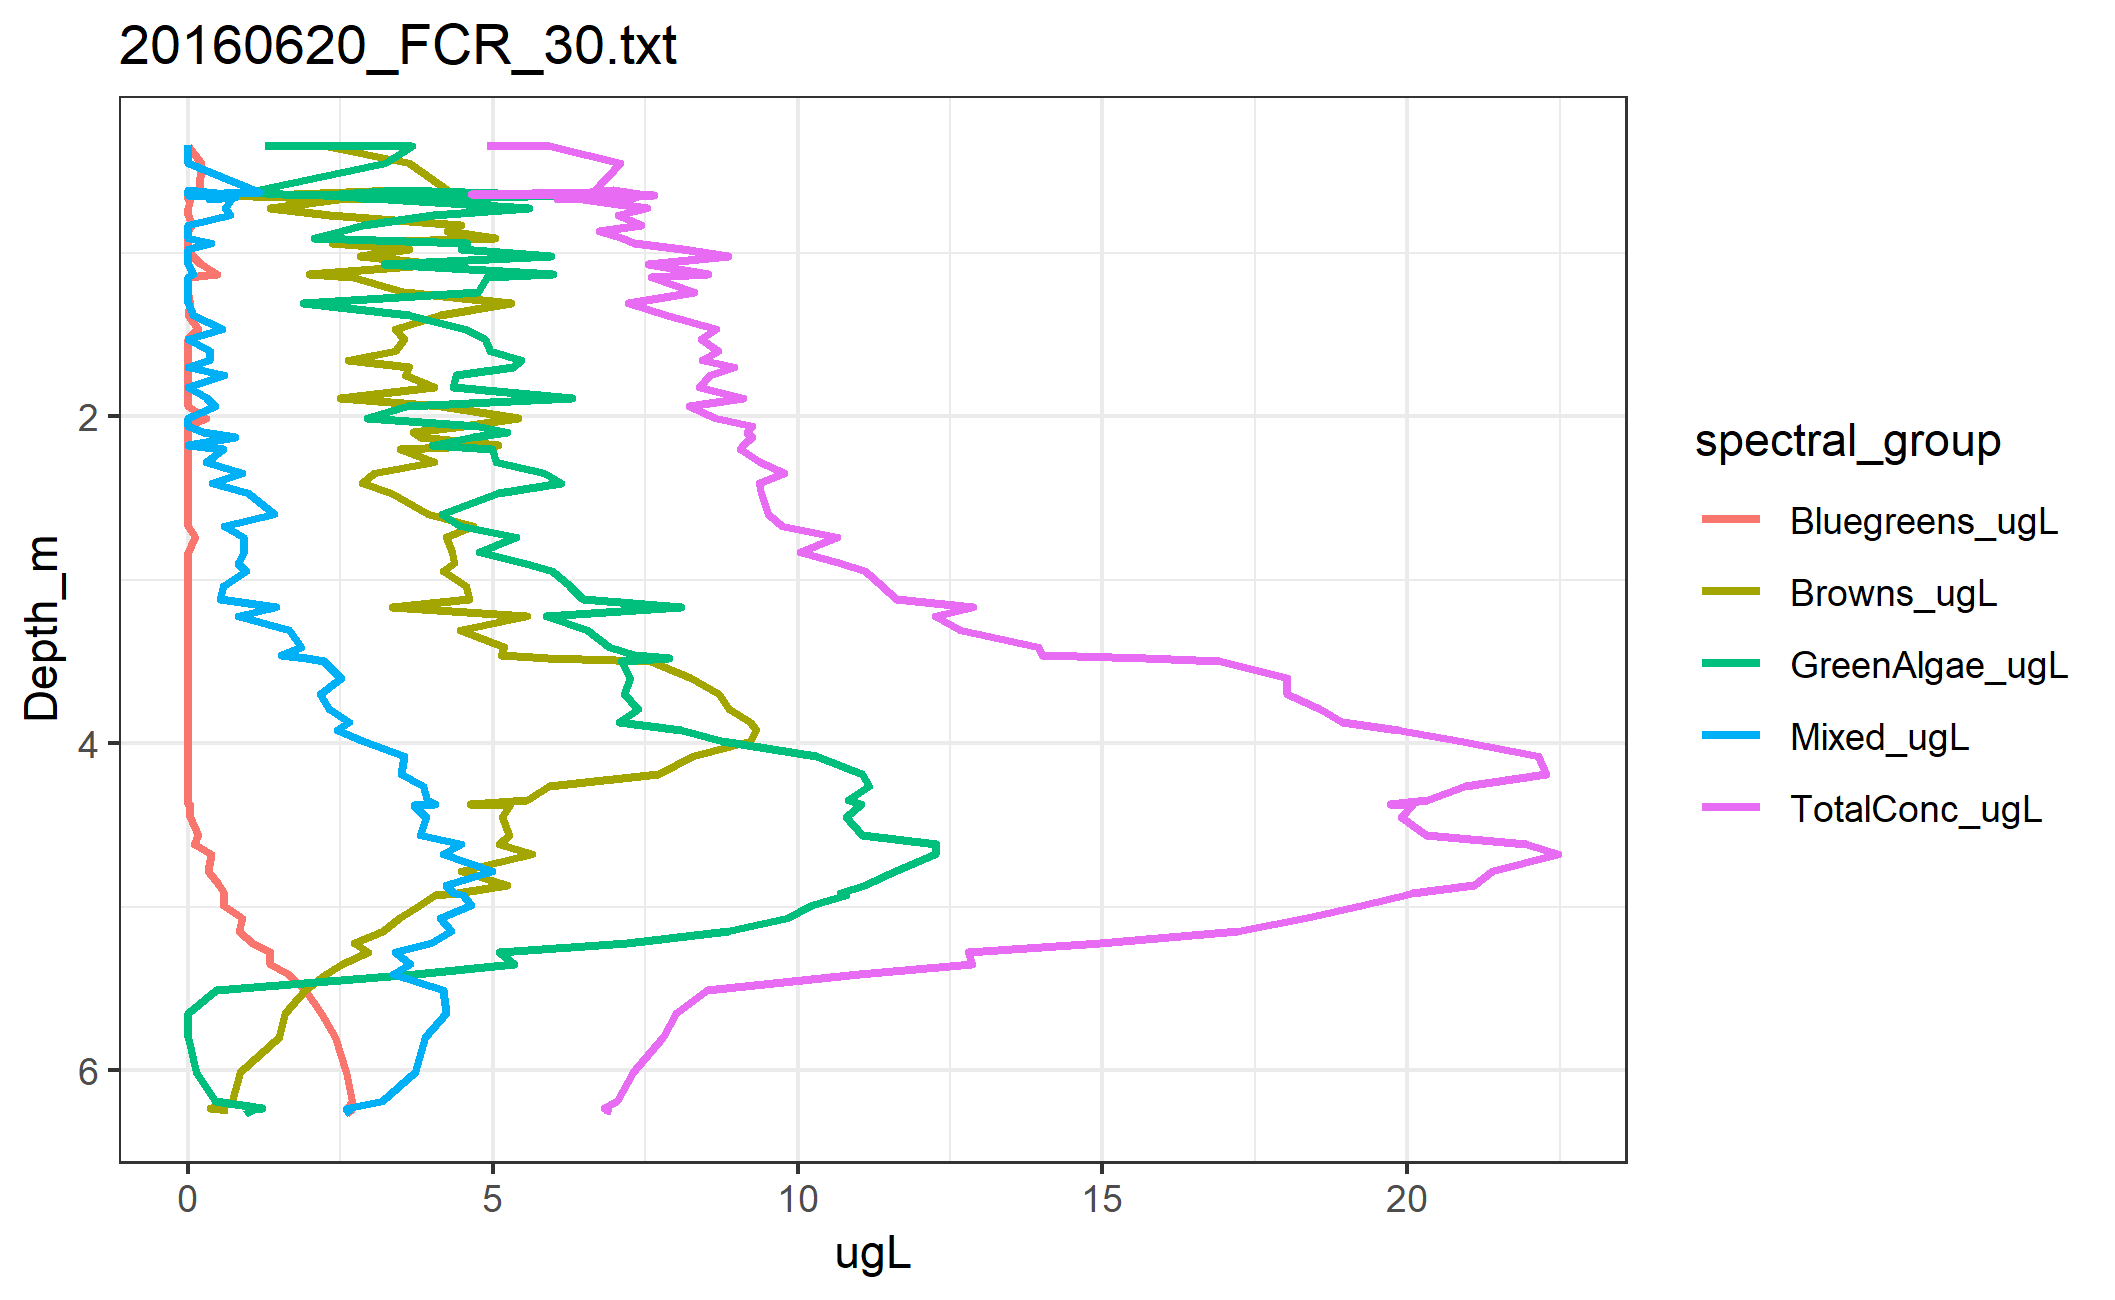 20160620_FCR_30.txt
Depth_m
2
4
6
0 5 10 15 20
ugL
spectral_group
Bluegreens_ugL
Browns_ugL
GreenAlgae_ugL
Mixed_ugL
TotalConc_ugL